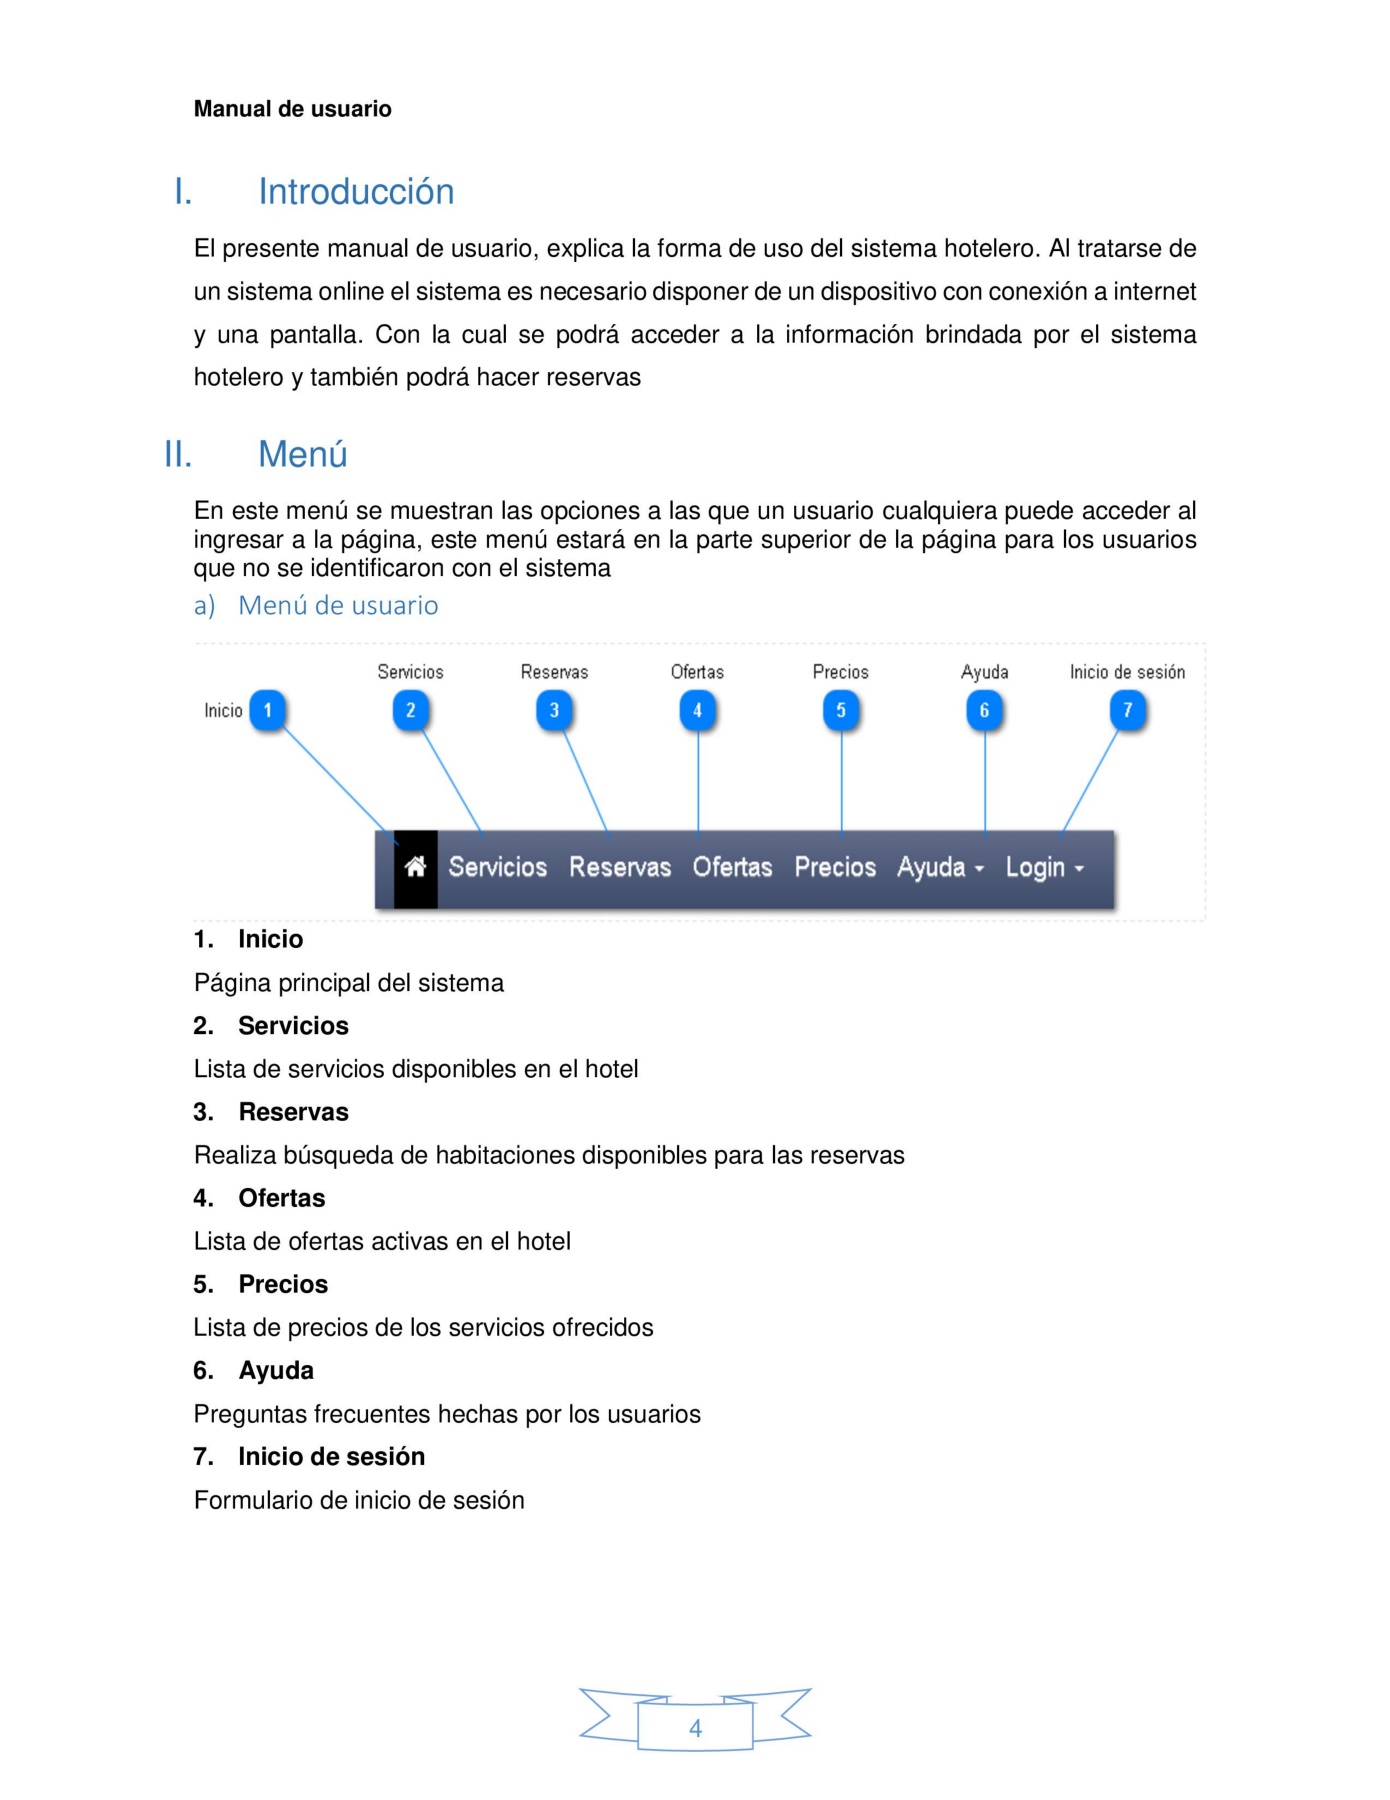 Manual de usuario
I. Introducción
El presente manual de usuario, explica la forma de uso del sistema hotelero. Al tratarse de
un sistema online el sistema es necesario disponer de un dispositivo con conexión a internet
y una pantalla. Con la cual se podrá acceder a la información brindada por el sistema
hotelero y también podrá hacer reservas
II. Menú
En este menú se muestran las opciones a las que un usuario cualquiera puede acceder al
ingresar a la página, este menú estará en la parte superior de la página para los usuarios
que no se identificaron con el sistema
a) Menú de usuario
Servicios Reservas Ofertas Precios Ayuda Inicio de sesión
Inicio 1 2 3 4 5 6 7
Servicios Reservas Ofertas Precios Ayuda Login
1. Inicio
Página principal del sistema
2. Servicios
Lista de servicios disponibles en el hotel
3. Reservas
Realiza búsqueda de habitaciones disponibles para las reservas
4. Ofertas
Lista de ofertas activas en el hotel
5. Precios
Lista de precios de los servicios ofrecidos
6. Ayuda
Preguntas frecuentes hechas por los usuarios
7. Inicio de sesión
Formulario de inicio de sesión
4